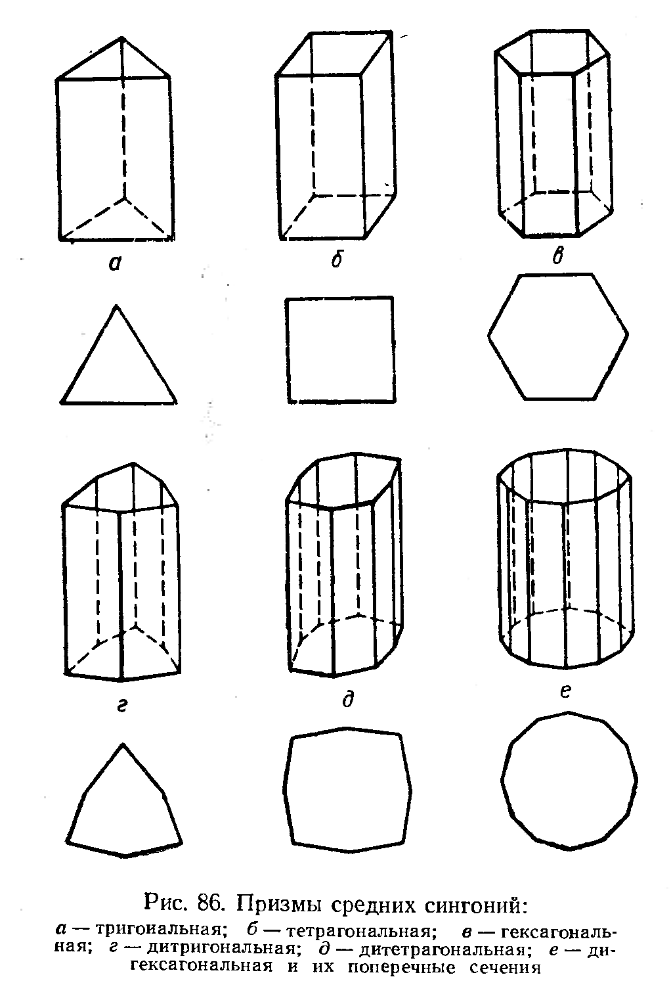 а
б
в
г
д
е
Рис. 86. Призмы средних сингоний:
а — тригональная; б — тетрагональная; в — гексагональ-
ная; г — дитригональная; д — дитетрагональная; е — ди-
гексагональная и их поперечные сечения